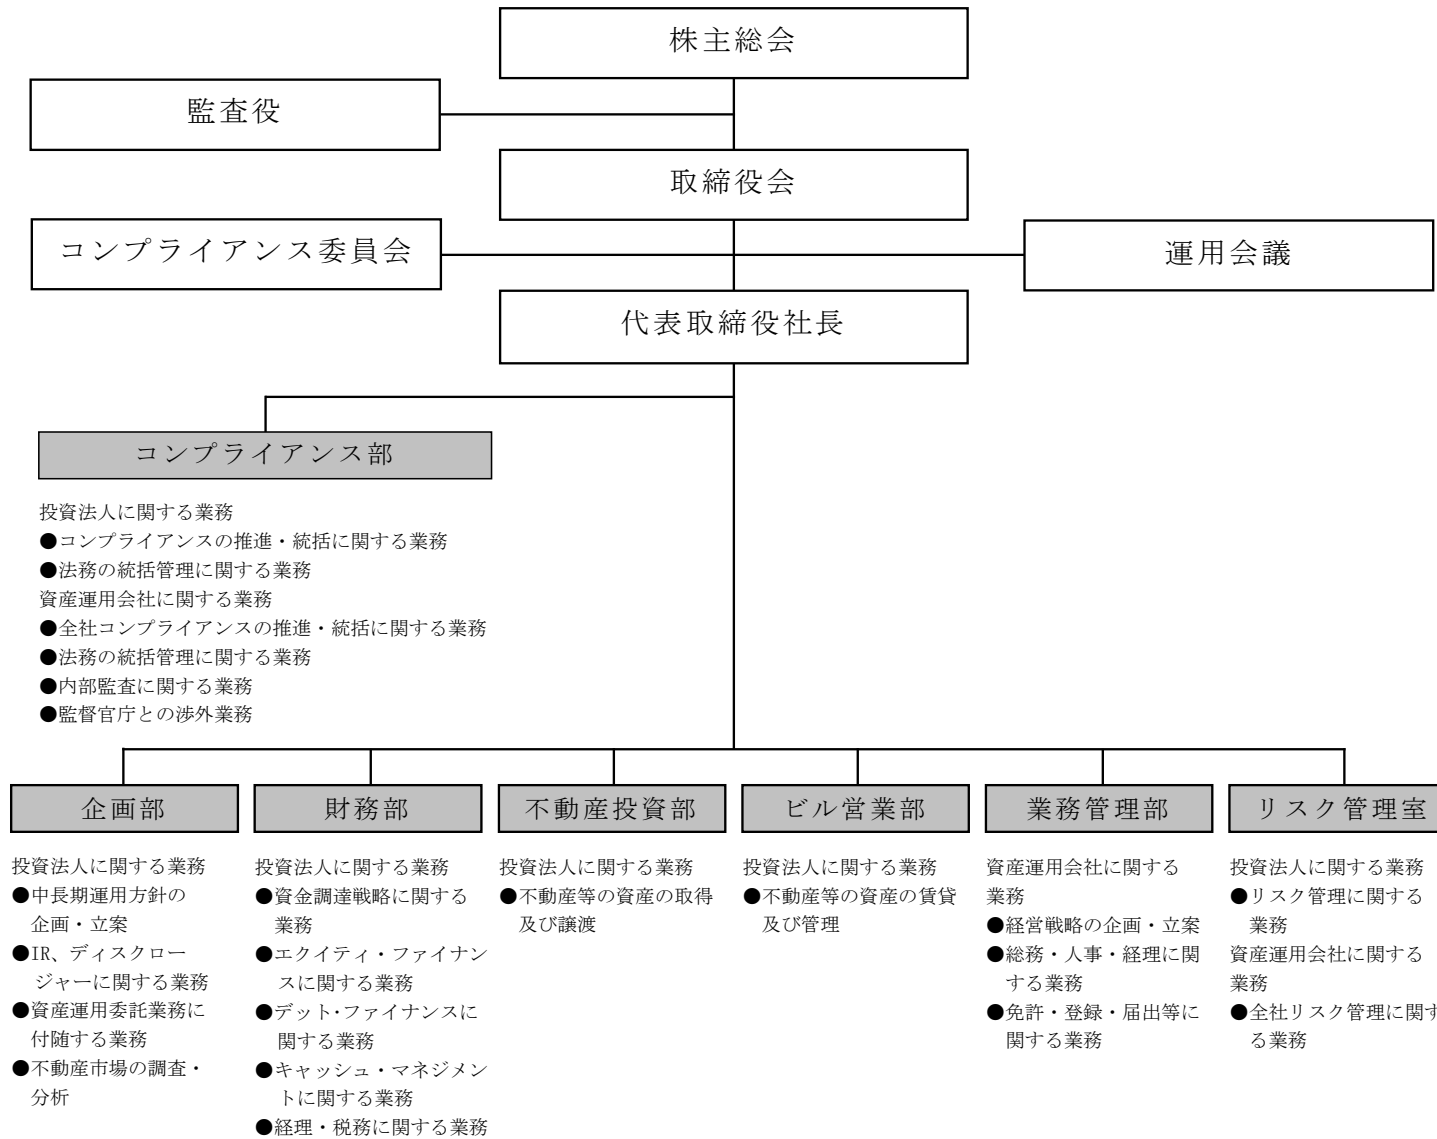 株主総会
監査役
取締役会
コンプライアンス委員会
運用会議
代表取締役社長
コンプライアンス部
投資法人に関する業務
●コンプライアンスの推進・統括に関する業務
●法務の統括管理に関する業務
資産運用会社に関する業務
●全社コンプライアンスの推進・統括に関する業務
●法務の統括管理に関する業務
●内部監査に関する業務
●監督官庁との渉外業務
企画部
投資法人に関する業務
●中長期運用方針の
企画・立案
●IR、ディスクロー
ジャーに関する業務
●資産運用委託業務に
付随する業務
●不動産市場の調査・
分析
財務部
投資法人に関する業務
●資金調達戦略に関する
業務
●エクイティ・ファイナン
スに関する業務
●デット・ファイナンスに
関する業務
●キャッシュ・マネジメン
トに関する業務
●経理・税務に関する業務
不動産投資部
投資法人に関する業務
●不動産等の資産の取得
及び譲渡
ビル営業部
投資法人に関する業務
●不動産等の資産の賃貸
及び管理
業務管理部
資産運用会社に関する
業務
●経営戦略の企画・立案
●総務・人事・経理に関
する業務
●免許・登録・届出等に
関する業務
リスク管理室
投資法人に関する業務
●リスク管理に関する
業務
資産運用会社に関する
業務
●全社リスク管理に関す
る業務